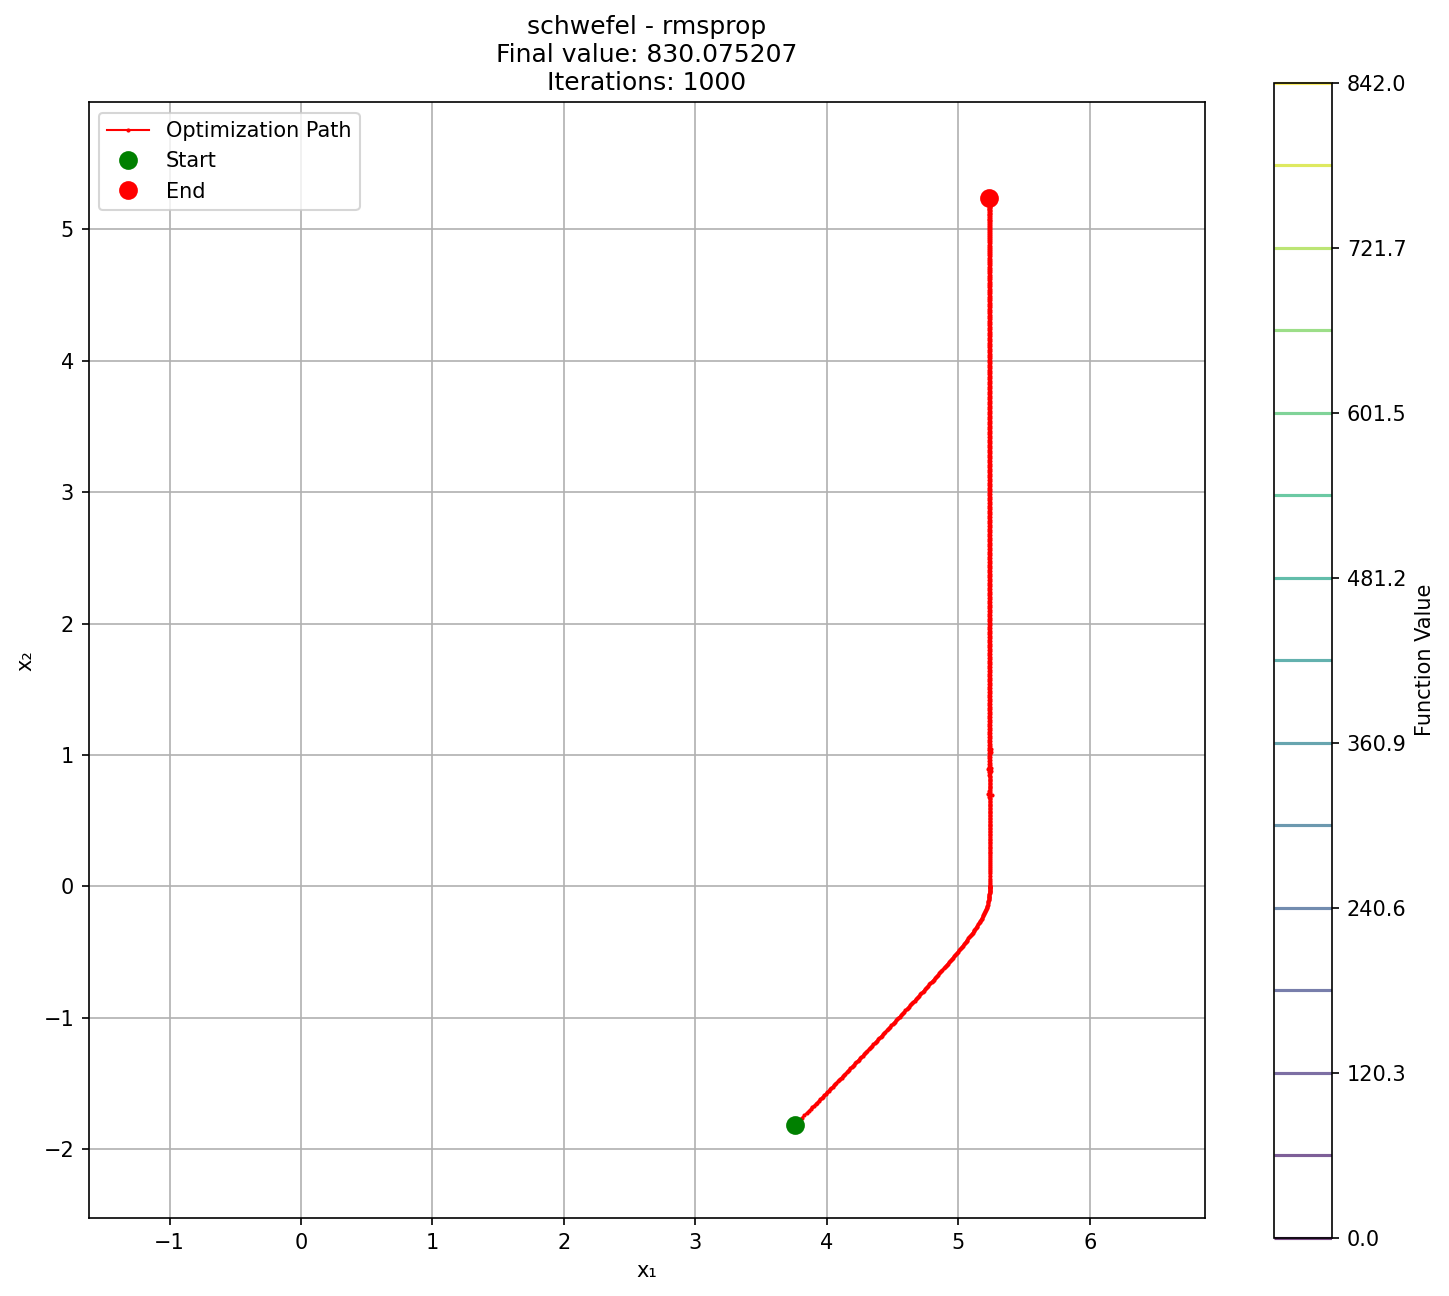 schwefel - rmsprop
Final value: 830.075207
Iterations: 1000
Optimization Path
Start
End
5
4
3
2
1
0
−1
−2
x₂
−1
0
1
2
3
4
5
6
x₁
842.0
721.7
601.5
481.2
360.9
240.6
120.3
0.0
Function Value